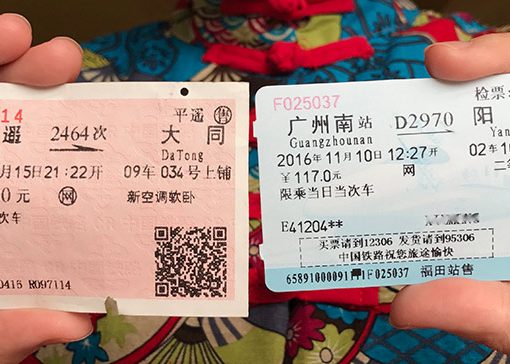 14
平遥 售
遥 2464次 大同
DaTong
月15日21:22开 09车034号上铺
0元 网 新空调软卧
次车
0415 R097114
F025037 检票:
广州南站 D2970 阳
Guangzhounan Yan
2016年11月10日12:27开 02车1
￥117.0元 网 二等
限乘当日当次车
E41204**
买票请到12306 发货请到95306
中国铁路祝您旅途愉快
F025037 福田站售